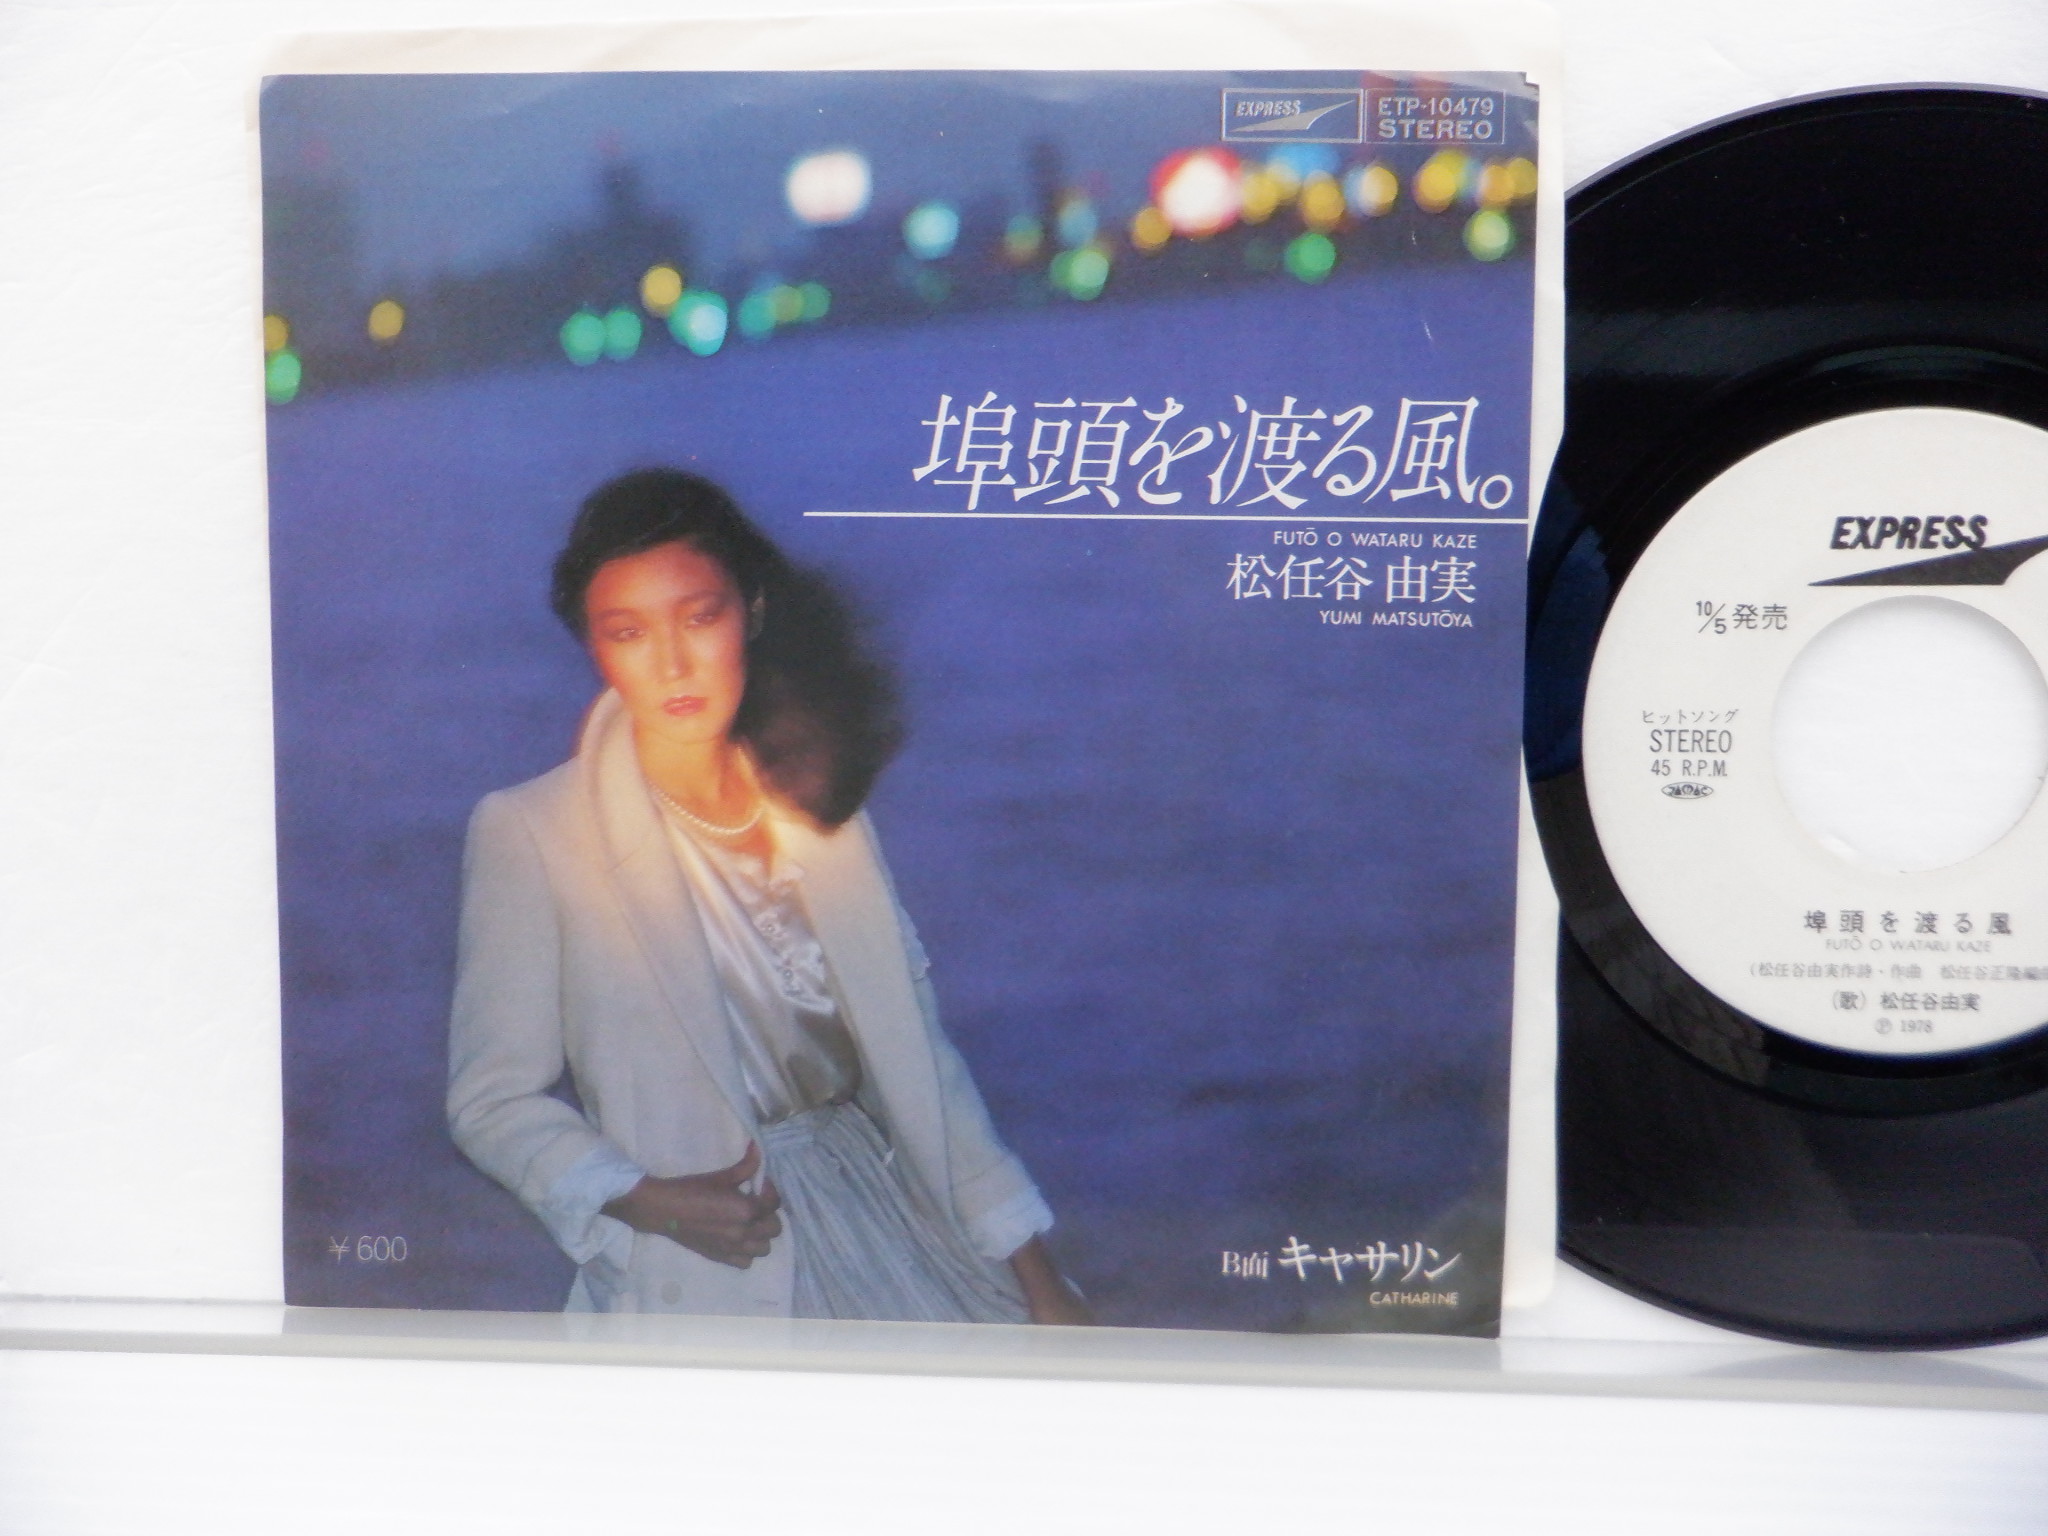 EXPRESS
ETP-10479
STEREO
埠頭を渡る風。
FUTŌ O WATARU KAZE
松任谷 由実
YUMI MATSUTŌYA
¥600
B面 キャサリン
CATHARINE
EXPRESS
10/5発売
ヒットソング
STEREO
45 R.P.M.
埠頭を渡る風
FUTŌ O WATARU KAZE
(松任谷由実作詩・作曲 松任谷正隆編
(歌) 松任谷由実
Ⓟ 1978